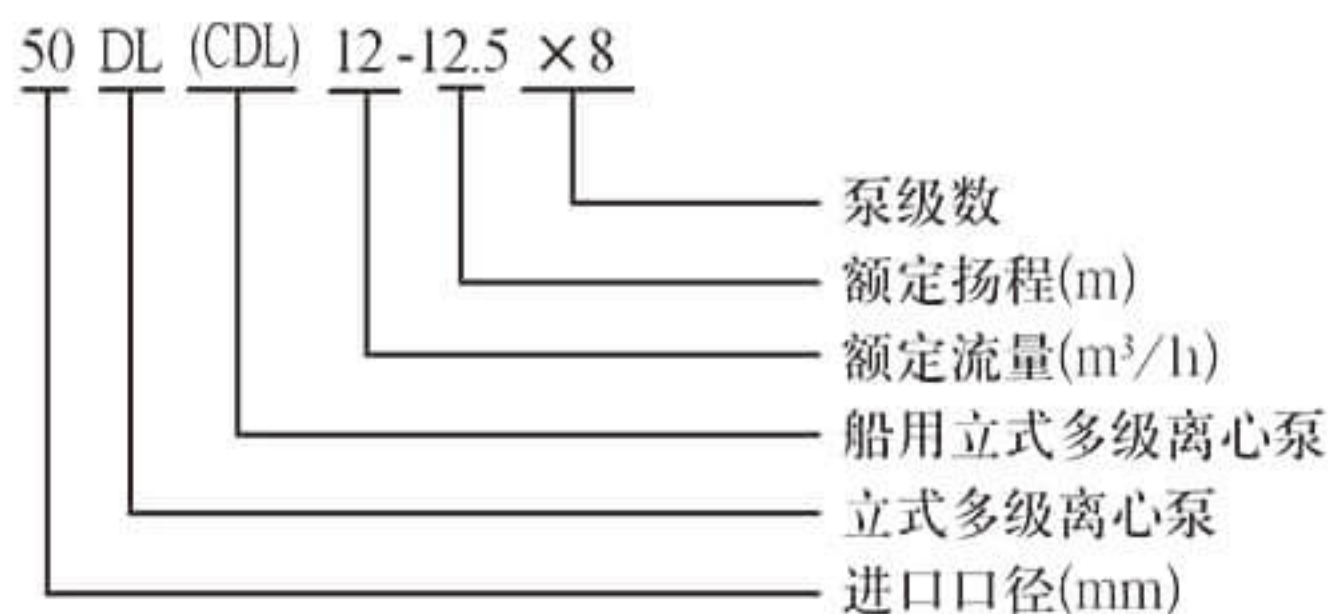 50 DL (CDL) 12-12.5 ×8
泵级数
额定扬程(m)
额定流量(m³/h)
船用立式多级离心泵
立式多级离心泵
进口口径(mm)